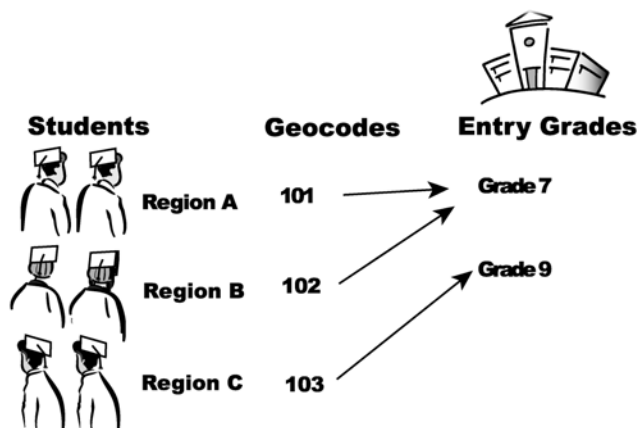 Students Geocodes Entry Grades
Region A 101 Grade 7
Region B 102 Grade 9
Region C 103